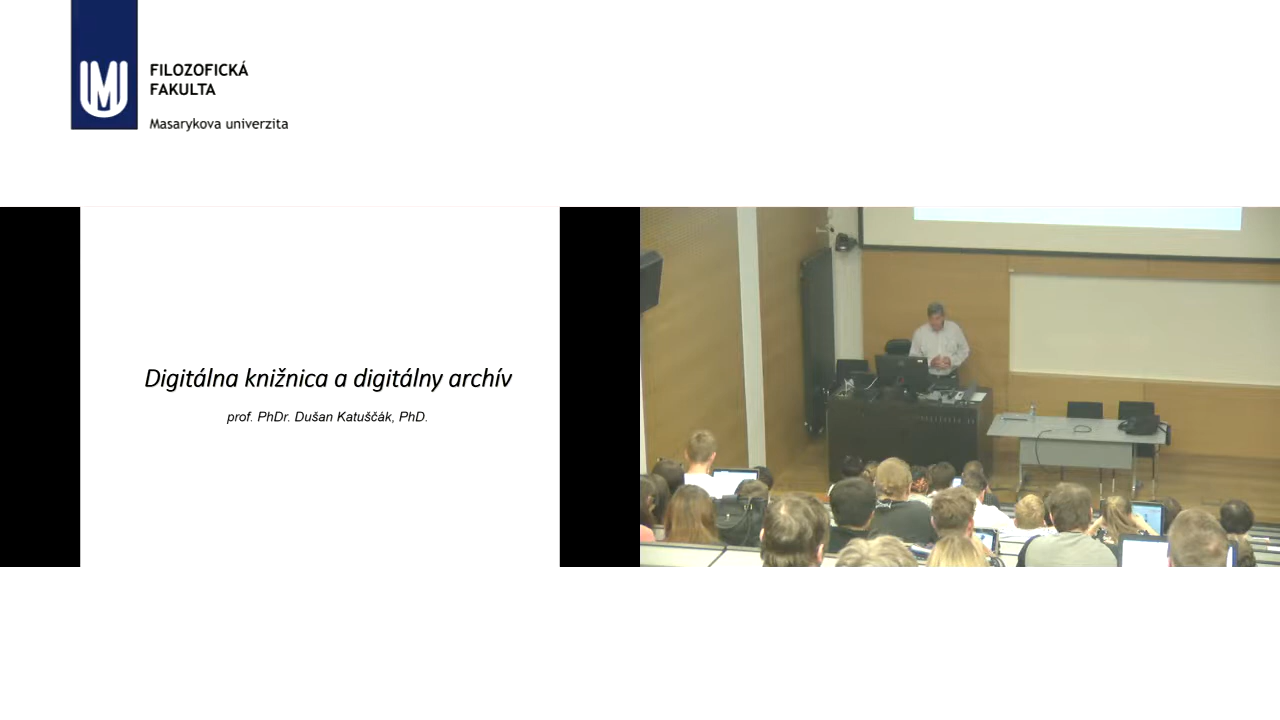 FILOZOFICKÁ
FAKULTA
Masarykova univerzita
Digitálna knižnica a digitálny archív
prof. PhDr. Dušan Katuščák, PhD.